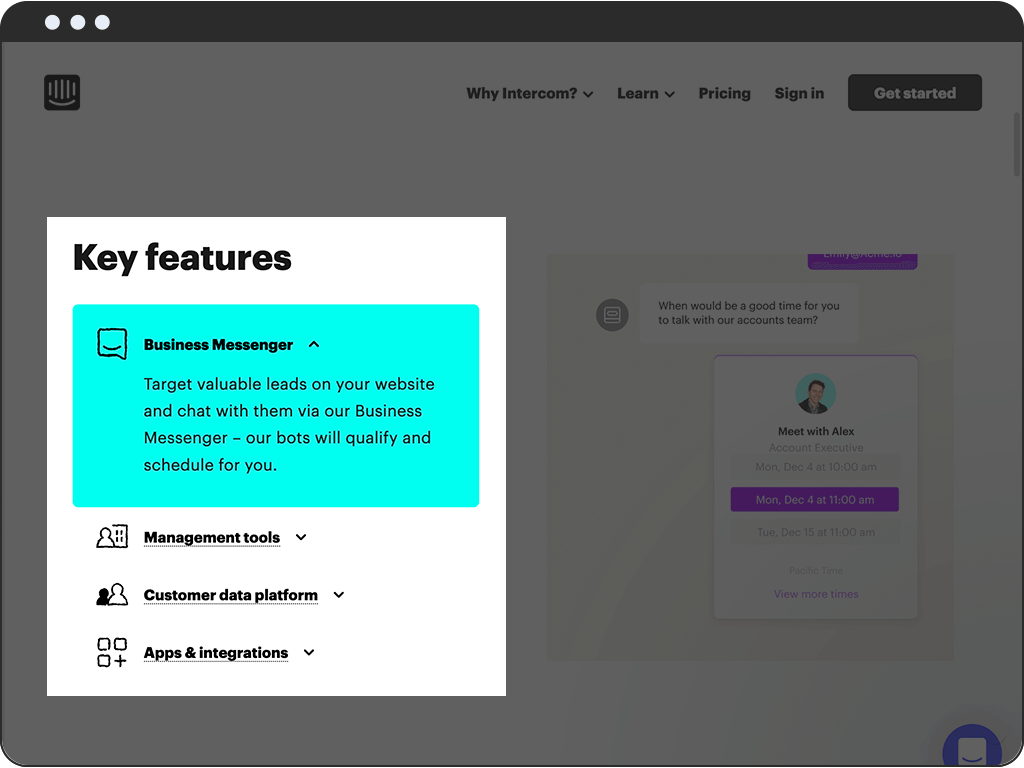 Why Intercom?
Learn
Pricing
Sign in
Get started
Key features
Business Messenger
Target valuable leads on your website
and chat with them via our Business
Messenger – our bots will qualify and
schedule for you.
Management tools
Customer data platform
Apps & integrations
Emily@Acme.io
When would be a good time for you
to talk with our accounts team?
Meet with Alex
Account Executive
Mon, Dec 4 at 10:00 am
Mon, Dec 4 at 11:00 am
Tue, Dec 15 at 11:00 am
Pacific Time
View more times